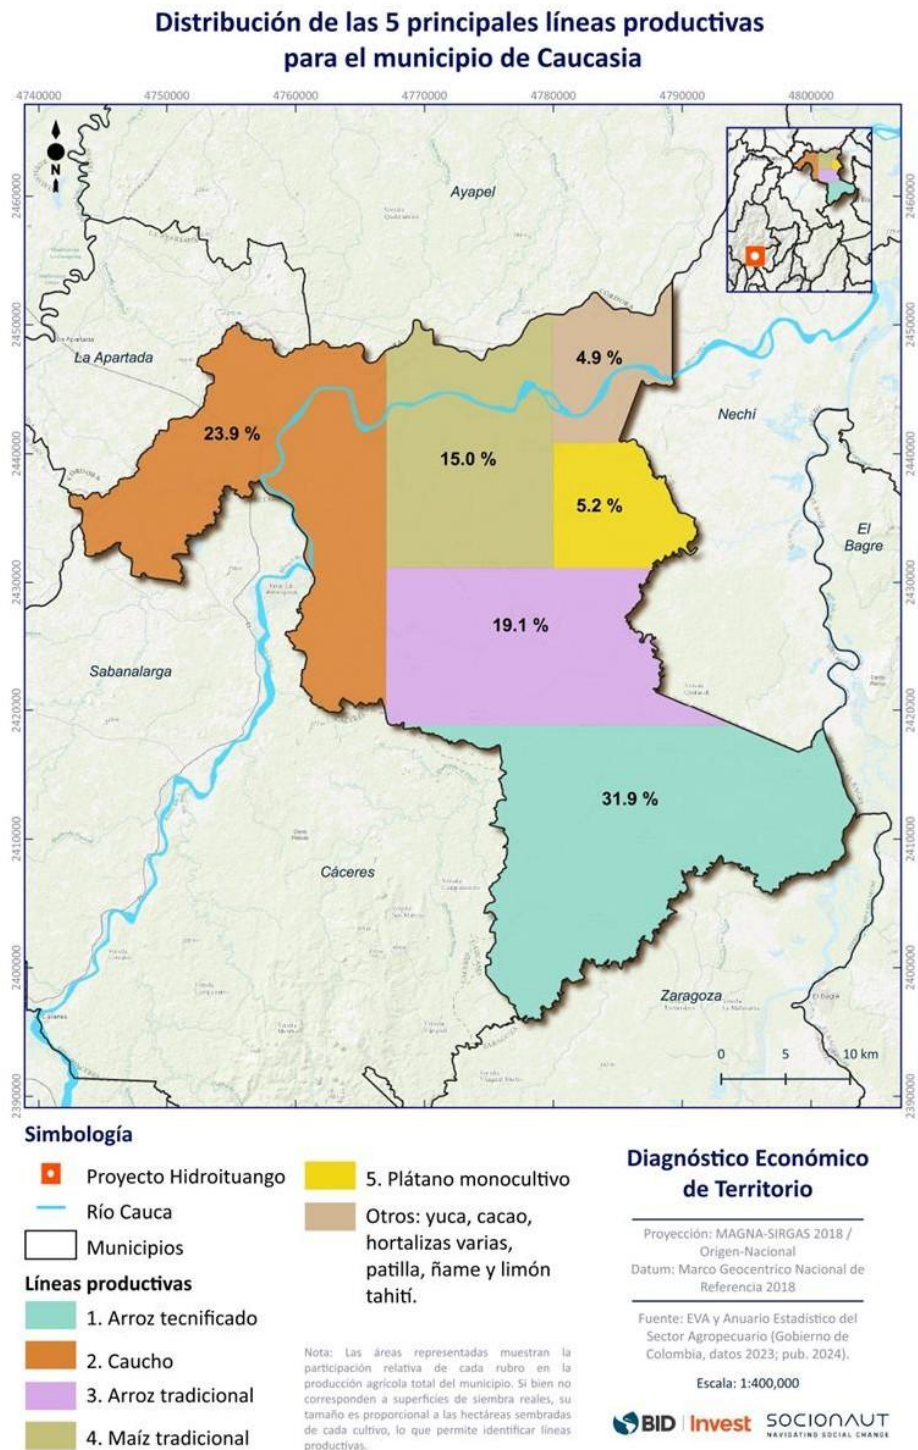 Distribución de las 5 principales líneas productivas
para el municipio de Caucasia
4740000
4750000
4760000
4770000
4780000
4790000
4800000
N
Ayapel
2460000
2460000
2450000
2450000
La Apartada
4.9 %
Nechí
23.9 %
15.0 %
2440000
2440000
5.2 %
El
Bagre
2430000
2430000
19.1 %
Sabanalarga
2420000
2420000
31.9 %
2410000
2410000
Cáceres
2400000
2400000
Zaragoza
0 5 10 km
2390000
2390000
Simbología
Proyecto Hidroituango
Río Cauca
Municipios
Líneas productivas
1. Arroz tecnificado
2. Caucho
3. Arroz tradicional
4. Maíz tradicional
5. Plátano monocultivo
Otros: yuca, cacao,
hortalizas varias,
patilla, ñame y limón
tahití.
Nota: Las áreas representadas muestran la
participación relativa de cada rubro en la
producción agrícola total del municipio. Si bien no
corresponden a superficies de siembra reales, su
tamaño es proporcional a las hectáreas sembradas
de cada cultivo, lo que permite identificar líneas
productivas.
Diagnóstico Económico
de Territorio
Proyección: MAGNA-SIRGAS 2018 /
Origen-Nacional
Datum: Marco Geocentrico Nacional de
Referencia 2018
Fuente: EVA y Anuario Estadístico del
Sector Agropecuario (Gobierno de
Colombia, datos 2023; pub. 2024).
Escala: 1:400,000
BID Invest
SOCIONAUT
NAVIGATING SOCIAL CHANGE